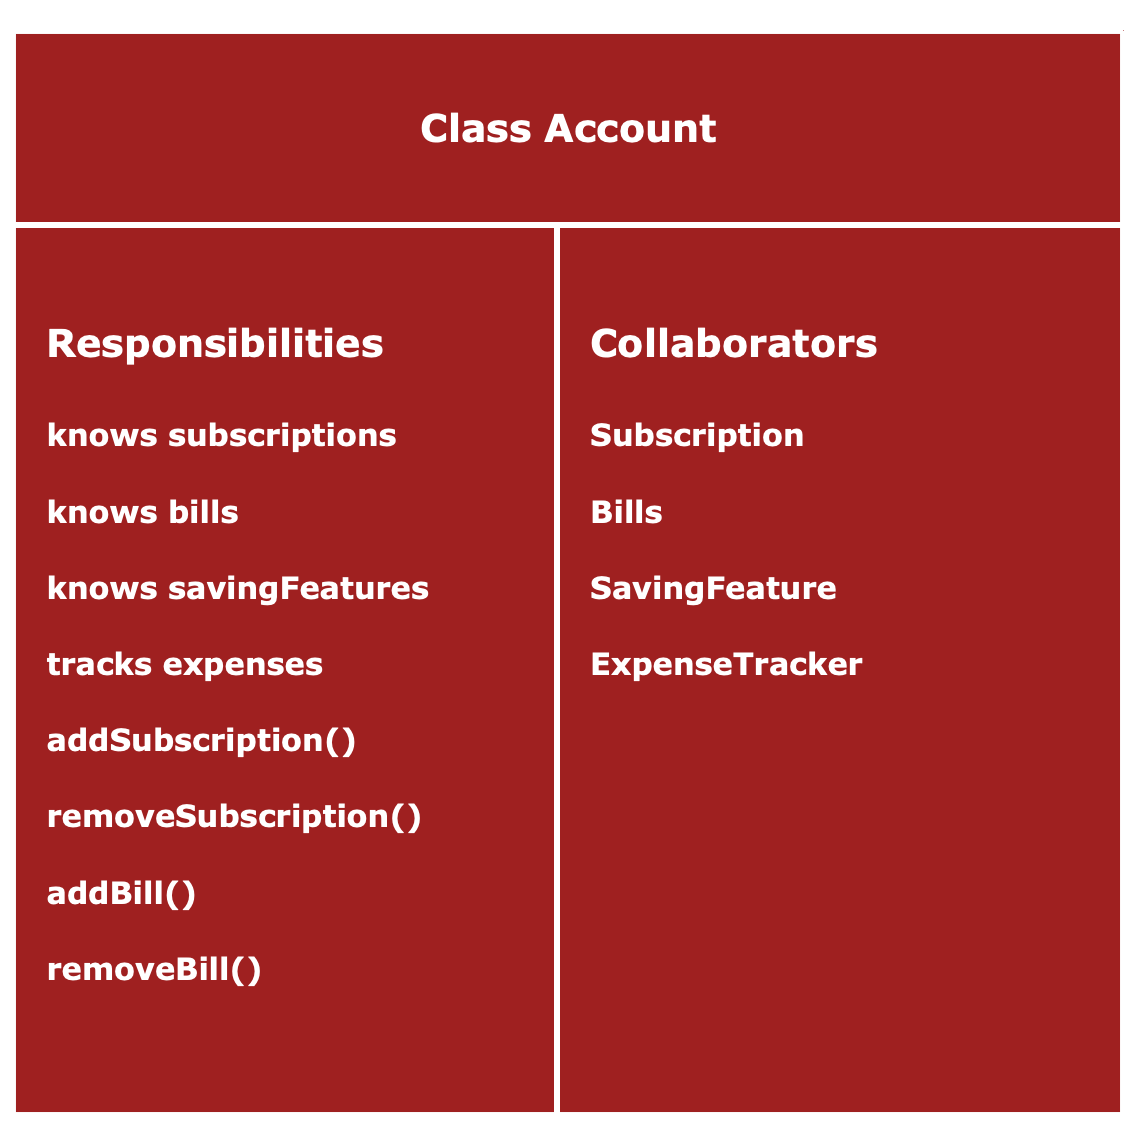 Class Account
Responsibilities
knows subscriptions
knows bills
knows savingFeatures
tracks expenses
addSubscription()
removeSubscription()
addBill()
removeBill()
Collaborators
Subscription
Bills
SavingFeature
ExpenseTracker